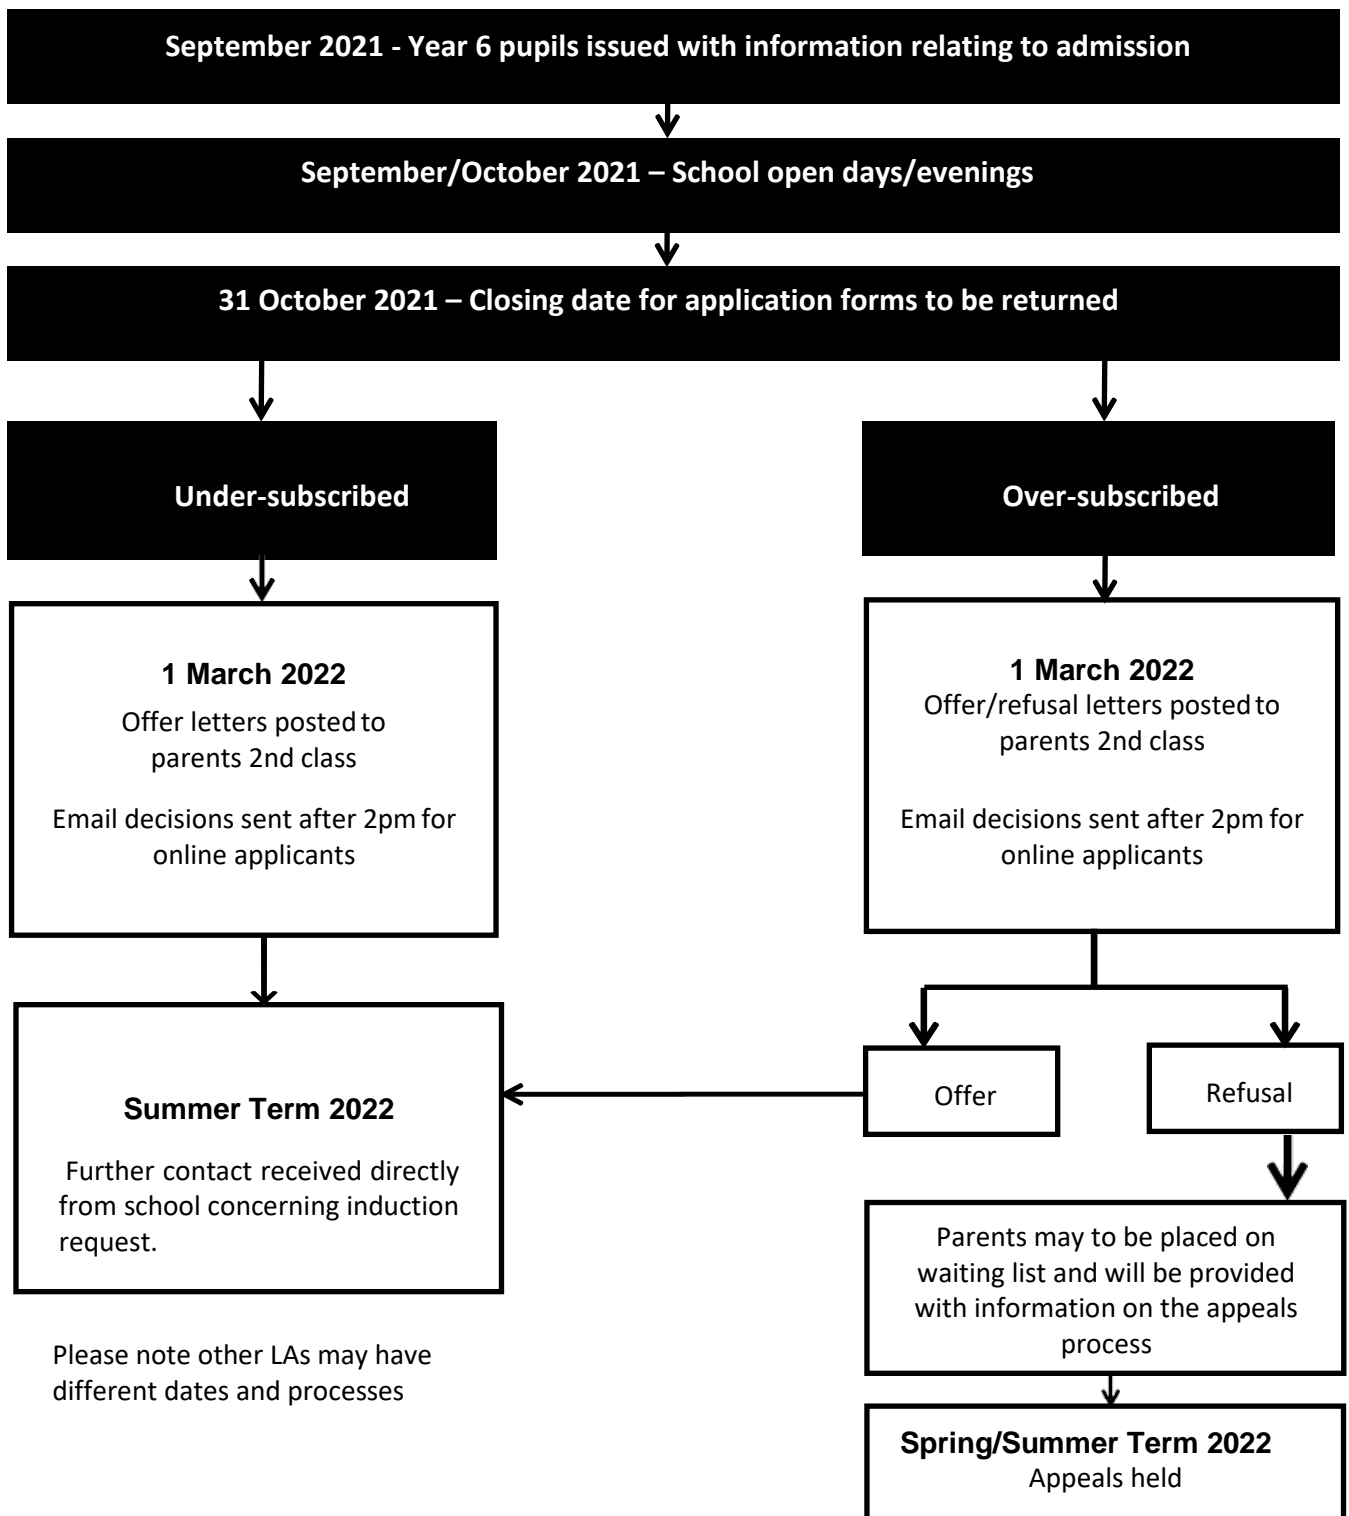 September 2021 - Year 6 pupils issued with information relating to admission
September/October 2021 – School open days/evenings
31 October 2021 – Closing date for application forms to be returned
Under-subscribed
Over-subscribed
1 March 2022
Offer letters posted to
parents 2nd class
Email decisions sent after 2pm for
online applicants
1 March 2022
Offer/refusal letters posted to
parents 2nd class
Email decisions sent after 2pm for
online applicants
Summer Term 2022
Further contact received directly
from school concerning induction
request.
Offer
Refusal
Parents may to be placed on
waiting list and will be provided
with information on the appeals
process
Please note other LAs may have
different dates and processes
Spring/Summer Term 2022
Appeals held